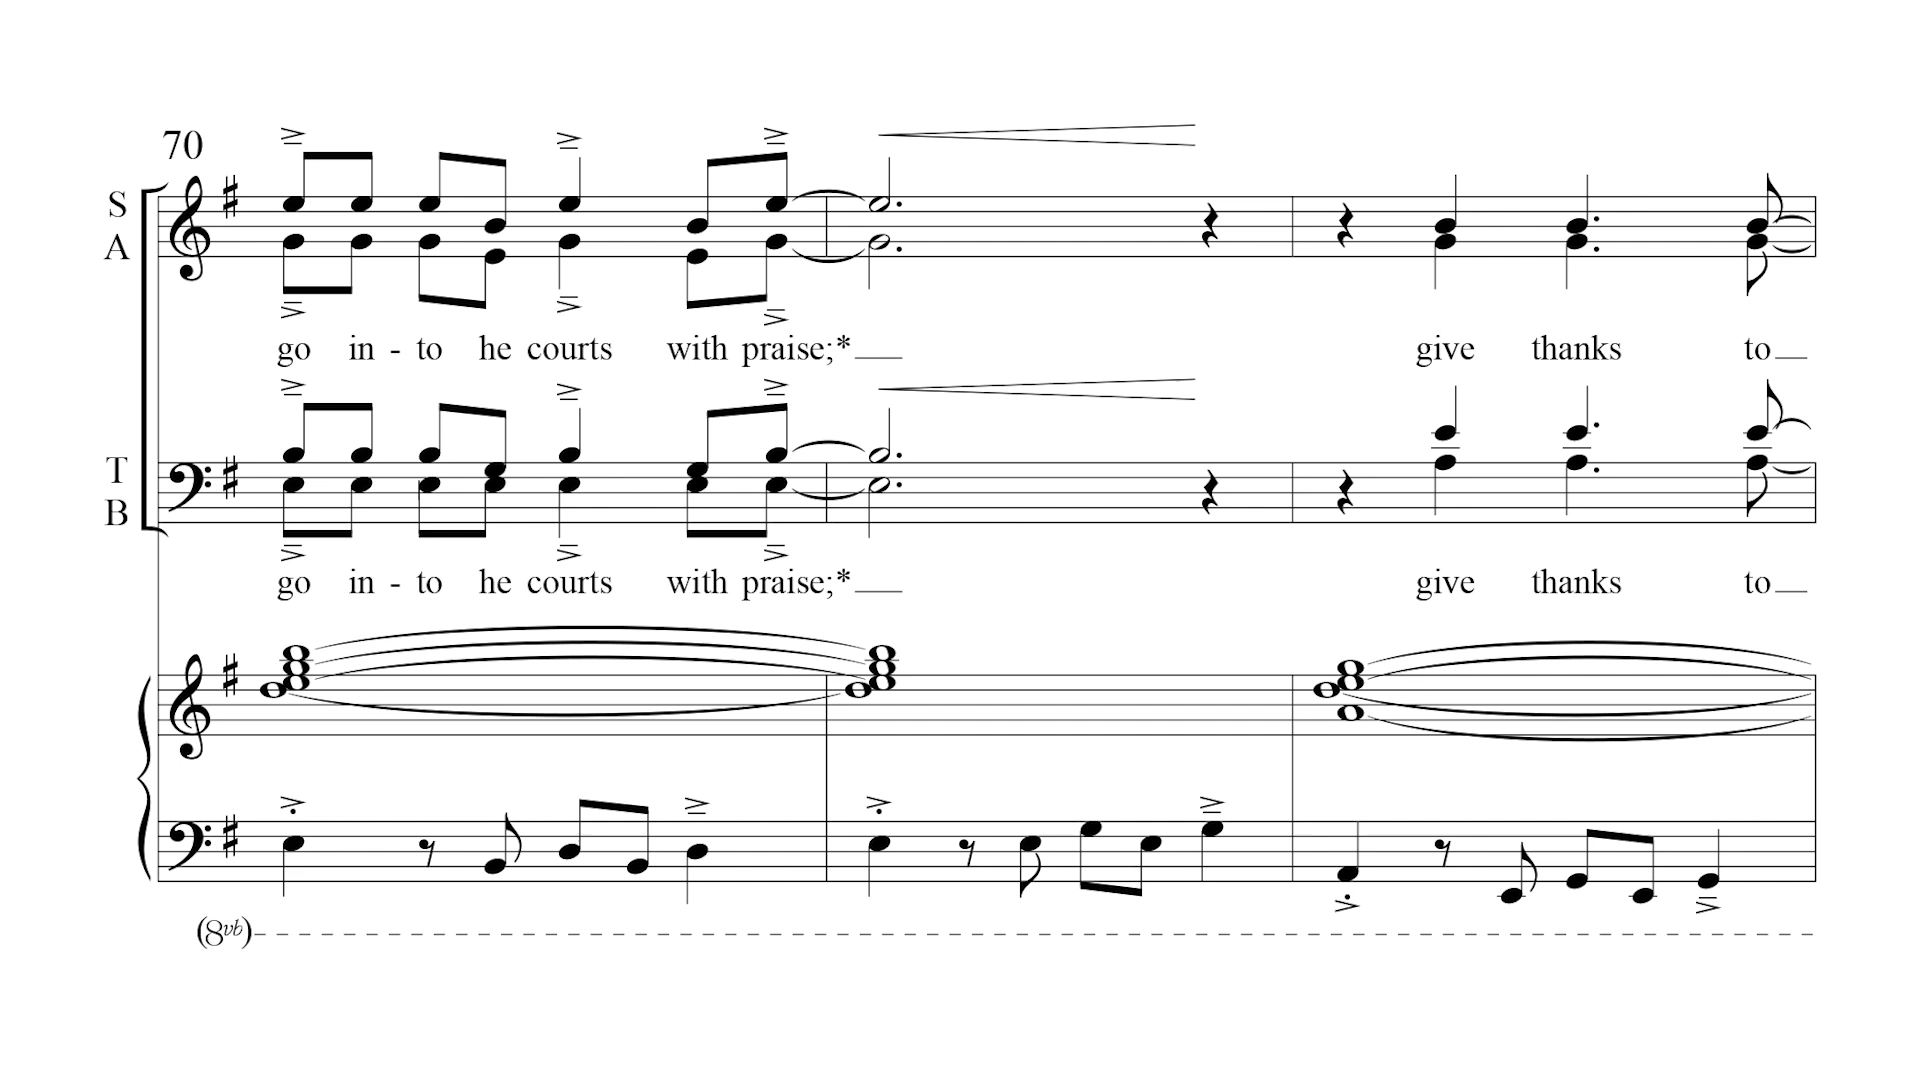 70
S
A
go in - to he courts with praise;* give thanks to
T
B
go in - to he courts with praise;* give thanks to
(8vb)